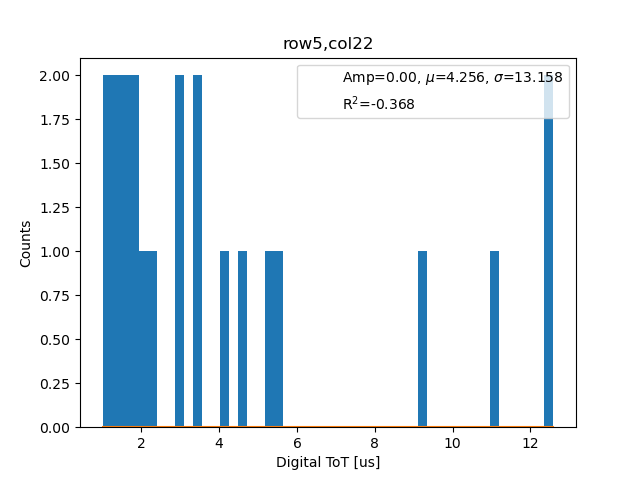 row5,col22
Amp=0.00, μ=4.256, σ=13.158
R²=-0.368
2.00
1.75
1.50
1.25
1.00
0.75
0.50
0.25
0.00
Counts
2 4 6 8 10 12
Digital ToT [us]